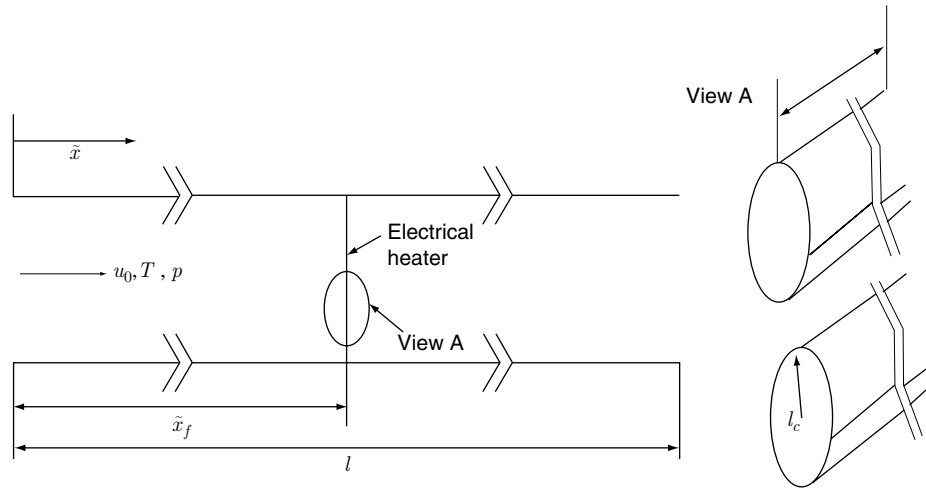 View A
x̃
Electrical
heater
u₀, T , p
View A
l_c
x̃_f
l